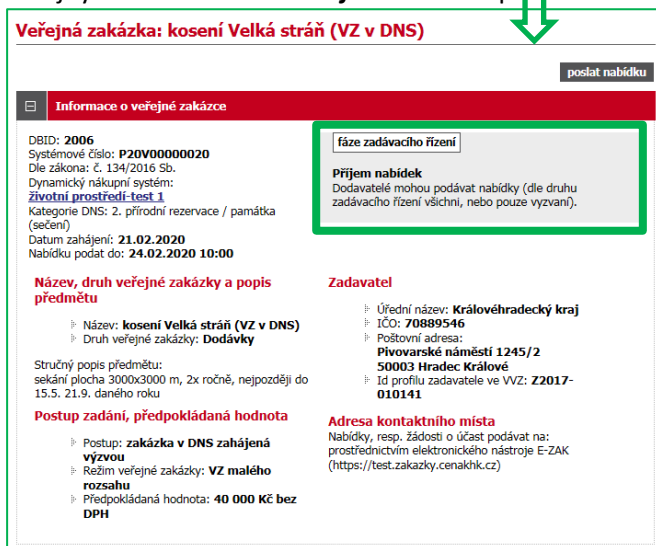 Veřejná zakázka: kosení Velká stráň (VZ v DNS)
poslat nabídku
Informace o veřejné zakázce
DBID: 2006
Systémové číslo: P20V00000020
Dle zákona: č. 134/2016 Sb.
Dynamický nákupní systém:
životní prostředí-test 1
Kategorie DNS: 2. přírodní rezervace / památka
(sečení)
Datum zahájení: 21.02.2020
Nabídku podat do: 24.02.2020 10:00
fáze zadávacího řízení
Příjem nabídek
Dodavatelé mohou podávat nabídky (dle druhu
zadávacího řízení všichni, nebo pouze vyzvaní).
Název, druh veřejné zakázky a popis
předmětu
Název: kosení Velká stráň (VZ v DNS)
Druh veřejné zakázky: Dodávky
Stručný popis předmětu:
sekání plocha 3000x3000 m, 2x ročně, nejpozději do
15.5. 21.9. daného roku
Postup zadání, předpokládaná hodnota
Postup: zakázka v DNS zahájená
výzvou
Režim veřejné zakázky: VZ malého
rozsahu
Předpokládaná hodnota: 40 000 Kč bez
DPH
Zadavatel
Úřední název: Královéhradecký kraj
IČO: 70889546
Poštovní adresa:
Pivovarské náměstí 1245/2
50003 Hradec Králové
Id profilu zadavatele ve VVZ: Z2017-
010141
Adresa kontaktního místa
Nabídky, resp. žádosti o účast podávat na:
prostřednictvím elektronického nástroje E-ZAK
(https://test.zakazky.cenakhk.cz)